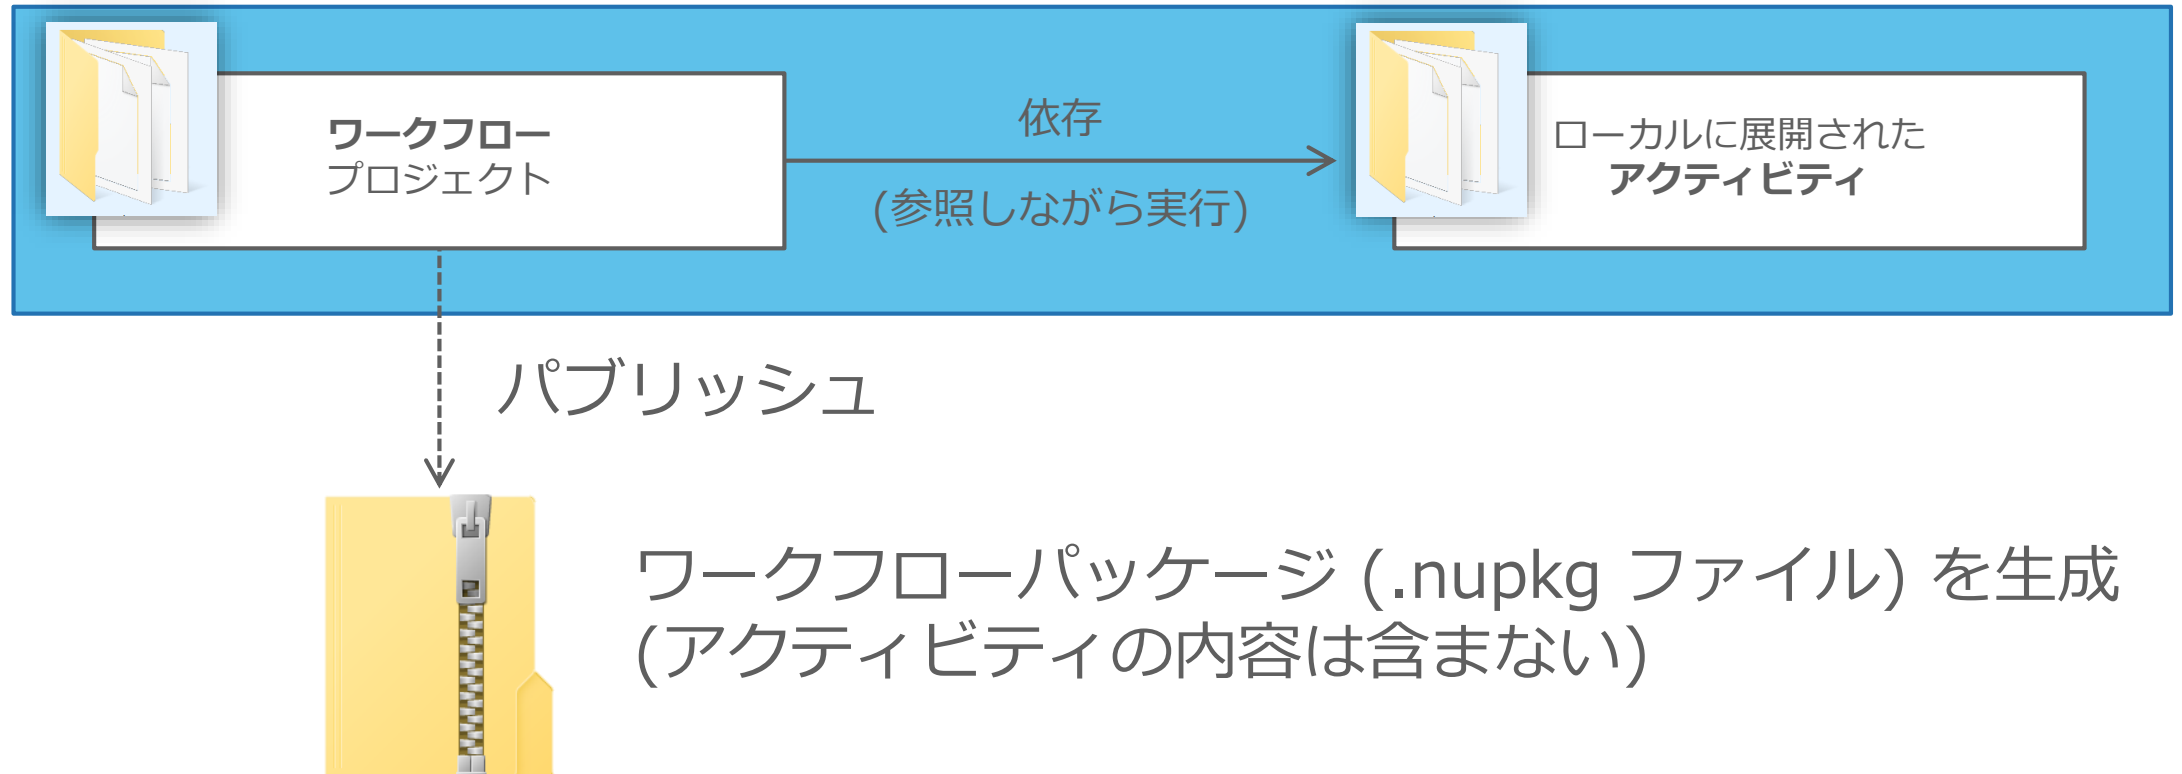 ワークフロー
プロジェクト
依存
(参照しながら実行)
ローカルに展開された
アクティビティ
パブリッシュ
ワークフローパッケージ (.nupkg ファイル) を生成
(アクティビティの内容は含まない)